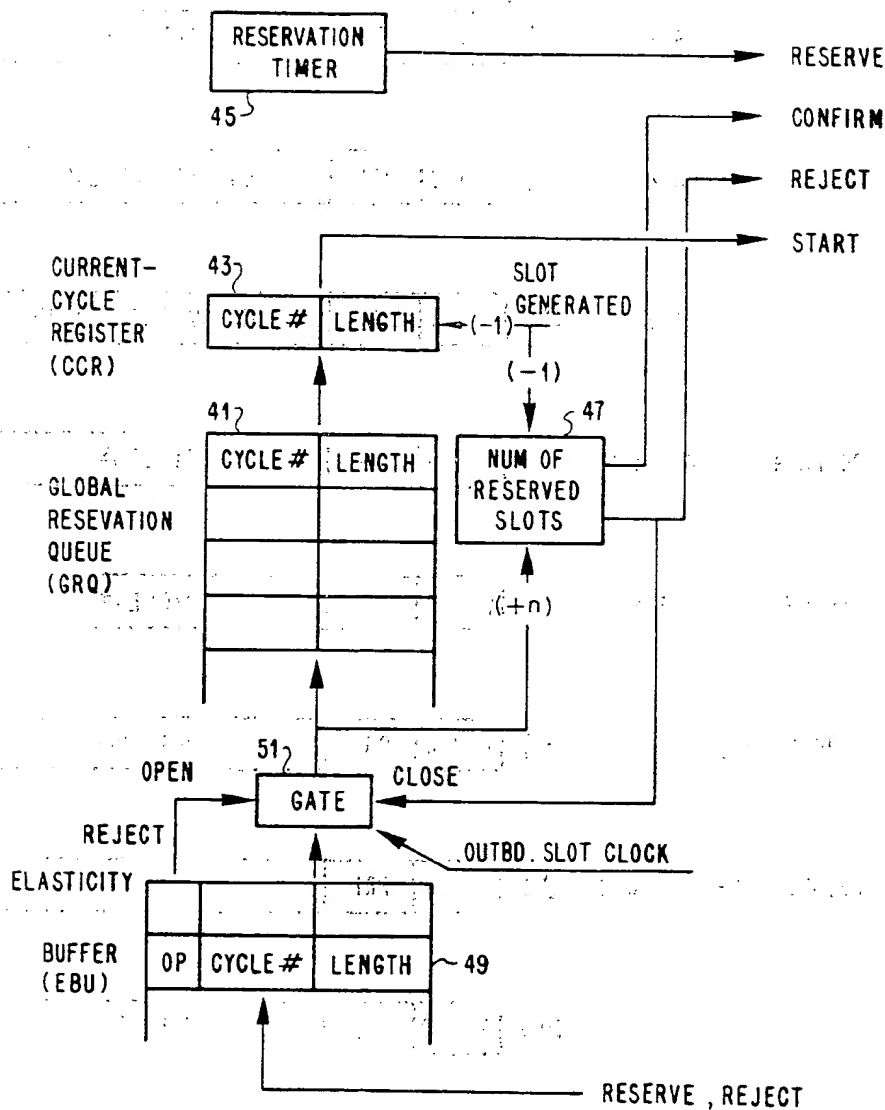 RESERVATION
TIMER
45
RESERVE
CONFIRM
REJECT
START
CURRENT-
CYCLE
REGISTER
(CCR)
43
CYCLE# LENGTH
SLOT
GENERATED
(-1)
(-1)
41
CYCLE# LENGTH
GLOBAL
RESEVATION
QUEUE
(GRQ)
47
NUM OF
RESERVED
SLOTS
(+n)
51
OPEN
GATE
CLOSE
REJECT
OUTBD. SLOT CLOCK
ELASTICITY
BUFFER
(EBU)
OP CYCLE# LENGTH
49
RESERVE, REJECT